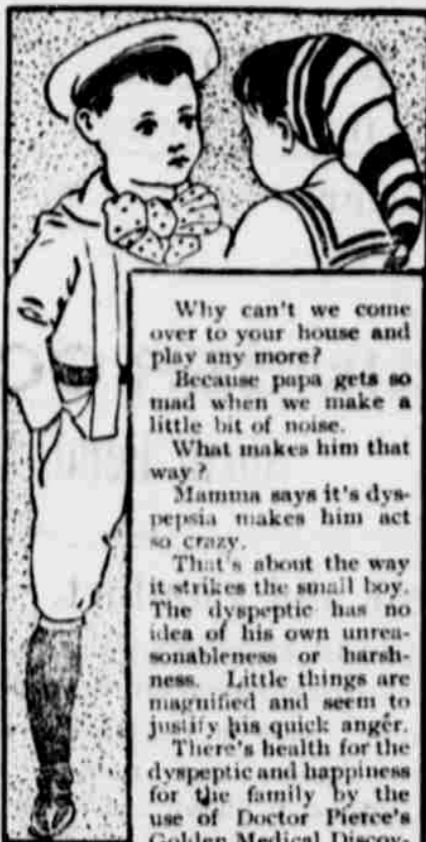 Why can't we come
over to your house and
play any more?
Because papa gets so
mad when we make a
little bit of noise.
What makes him that
way?
Mamma says it's dys-
pepsia makes him act
so crazy.
That's about the way
it strikes the small boy.
The dyspeptic has no
idea of his own unrea-
sonableness or harsh-
ness. Little things are
magnified and seem to
justify his quick anger.
There's health for the
dyspeptic and happiness
for the family by the
use of Doctor Pierce's
Golden Medical Discov-